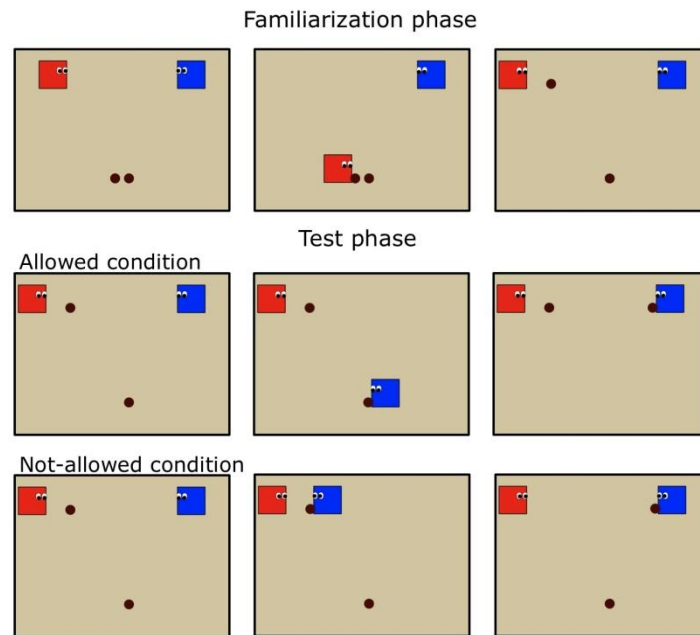 Familiarization phase
Test phase
Allowed condition
Not-allowed condition